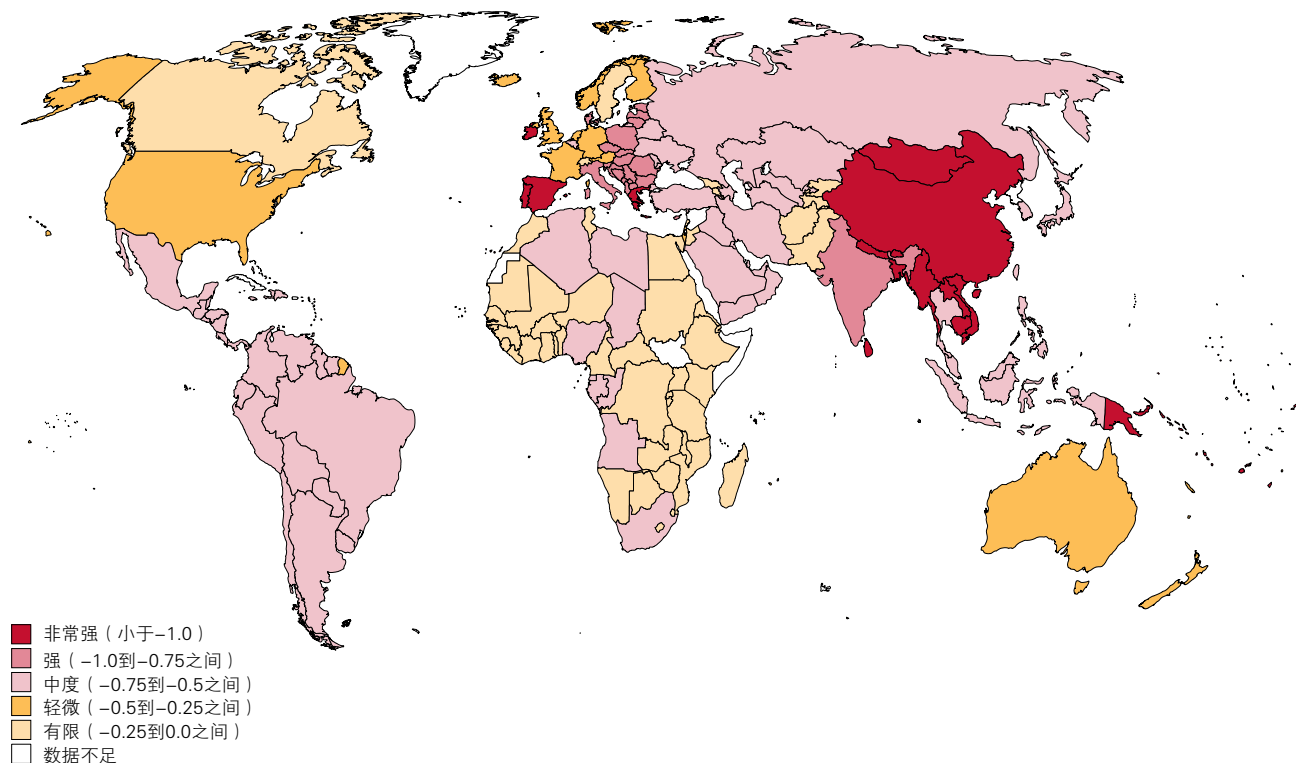 非常强（小于–1.0）
强（–1.0到–0.75之间）
中度（–0.75到–0.5之间）
轻微（–0.5到–0.25之间）
有限（–0.25到0.0之间）
数据不足